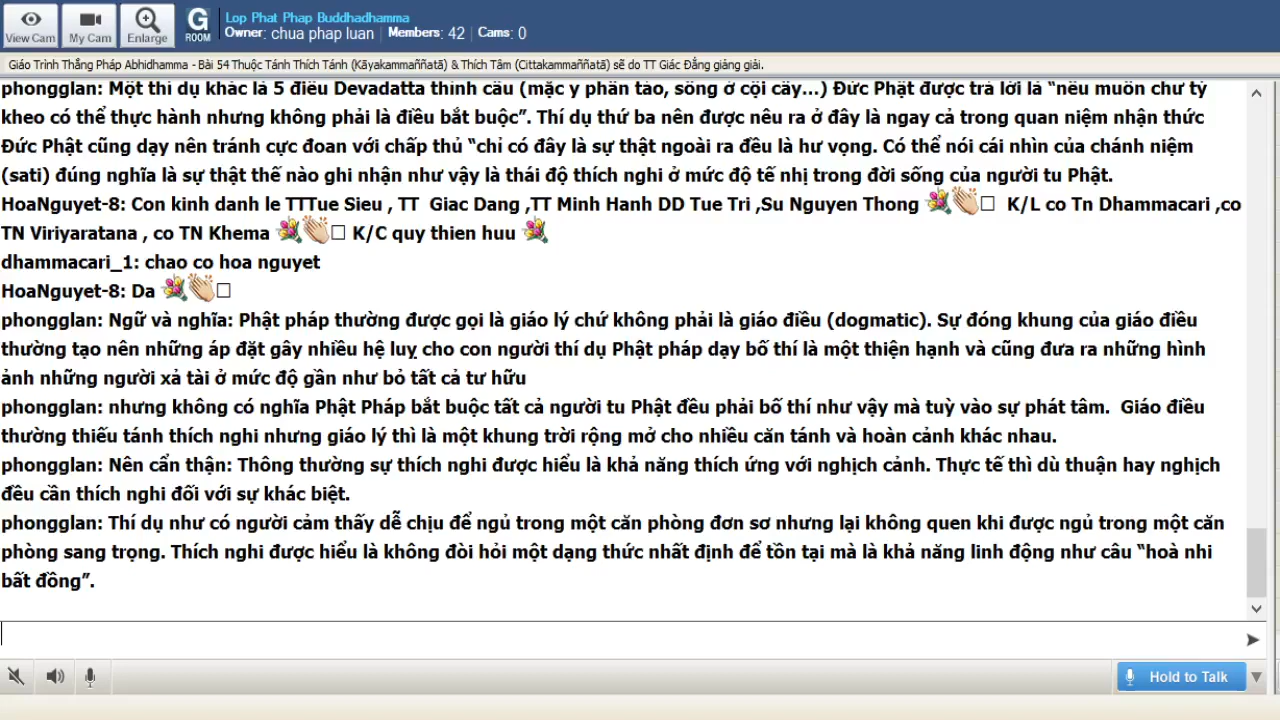 Lop Phat Phap Buddhadhamma
View Cam
My Cam
Enlarge
G
ROOM
Owner: chua phap luan
Members: 42
Cams: 0
Giáo Trình Thắng Pháp Abhidhamma - Bài 54 Thuộc Tánh Thích Tánh (Kāyakammaññatā) & Thích Tâm (Cittakammaññatā) sẽ do TT Giác Đẳng giảng giải.
phongglan: Một thí dụ khác là 5 điều Devadatta thỉnh cầu (mặc y phấn tảo, sống ở cội cây...) Đức Phật được trả lời là “nếu muốn chư tỳ
kheo có thể thực hành nhưng không phải là điều bắt buộc”. Thí dụ thứ ba nên được nêu ra ở đây là ngay cả trong quan niệm nhận thức
Đức Phật cũng dạy nên tránh cực đoan với chấp thủ “chỉ có đây là sự thật ngoài ra đều là hư vọng. Có thể nói cái nhìn của chánh niệm
(sati) đúng nghĩa là sự thật thế nào ghi nhận như vậy là thái độ thích nghi ở mức độ tế nhị trong đời sống của người tu Phật.
HoaNguyet-8: Con kinh danh le TTTue Sieu , TT Giac Dang ,TT Minh Hanh DD Tue Tri ,Su Nguyen Thong K/L co Tn Dhammacari ,co
TN Viriyaratana , co TN Khema K/C quy thien huu
dhammacari_1: chao co hoa nguyet
HoaNguyet-8: Da
phongglan: Ngữ và nghĩa: Phật pháp thường được gọi là giáo lý chứ không phải là giáo điều (dogmatic). Sự đóng khung của giáo điều
thường tạo nên những áp đặt gây nhiều hệ luỵ cho con người thí dụ Phật pháp dạy bố thí là một thiện hạnh và cũng đưa ra những hình
ảnh những người xả tài ở mức độ gần như bỏ tất cả tư hữu
phongglan: nhưng không có nghĩa Phật Pháp bắt buộc tất cả người tu Phật đều phải bố thí như vậy mà tuỳ vào sự phát tâm. Giáo điều
thường thiếu tánh thích nghi nhưng giáo lý thì là một khung trời rộng mở cho nhiều căn tánh và hoàn cảnh khác nhau.
phongglan: Nên cẩn thận: Thông thường sự thích nghi được hiểu là khả năng thích ứng với nghịch cảnh. Thực tế thì dù thuận hay nghịch
đều cần thích nghi đối với sự khác biệt.
phongglan: Thí dụ như có người cảm thấy dễ chịu để ngủ trong một căn phòng đơn sơ nhưng lại không quen khi được ngủ trong một căn
phòng sang trọng. Thích nghi được hiểu là không đòi hỏi một dạng thức nhất định để tồn tại mà là khả năng linh động như câu “hoà nhi
bất đồng”.
Hold to Talk